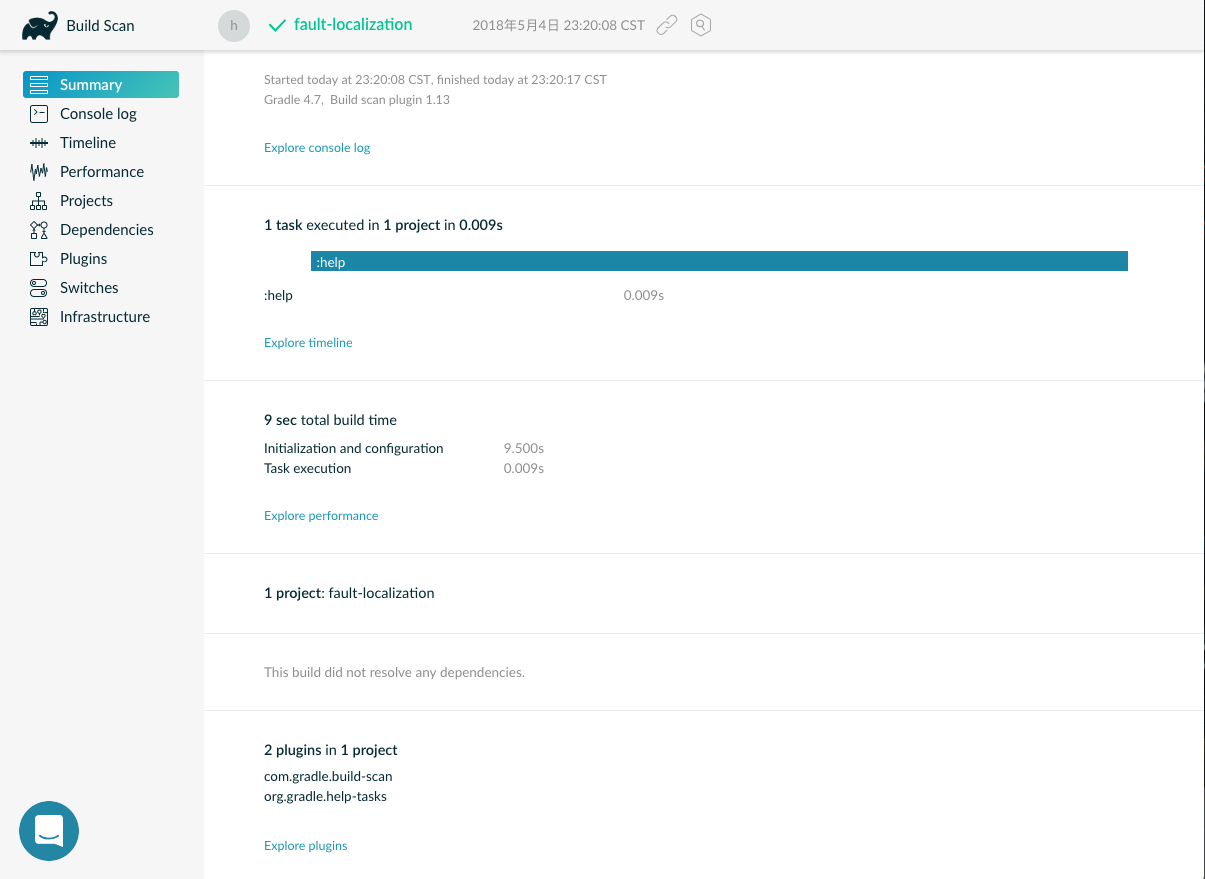 Build Scan
h
fault-localization
2018年5月4日 23:20:08 CST
Summary
Console log
Timeline
Performance
Projects
Dependencies
Plugins
Switches
Infrastructure
Started today at 23:20:08 CST, finished today at 23:20:17 CST
Gradle 4.7, Build scan plugin 1.13
Explore console log
1 task executed in 1 project in 0.009s
:help
:help 0.009s
Explore timeline
9 sec total build time
Initialization and configuration 9.500s
Task execution 0.009s
Explore performance
1 project: fault-localization
This build did not resolve any dependencies.
2 plugins in 1 project
com.gradle.build-scan
org.gradle.help-tasks
Explore plugins